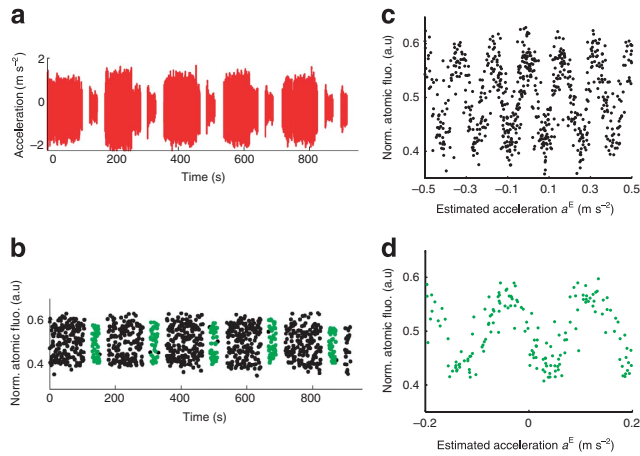 a
2
0
−2
Acceleration (m s⁻²)
0 200 400 600 800
Time (s)
b
0.6
0.4
Norm. atomic fluo. (a.u)
0 200 400 600 800
Time (s)
c
0.6
0.5
0.4
Norm. atomic fluo. (a.u)
−0.5 −0.3 −0.1 0.1 0.3 0.5
Estimated acceleration aᴱ (m s⁻²)
d
0.6
0.5
0.4
Norm. atomic fluo. (a.u)
−0.2 0 0.2
Estimated acceleration aᴱ (m s⁻²)